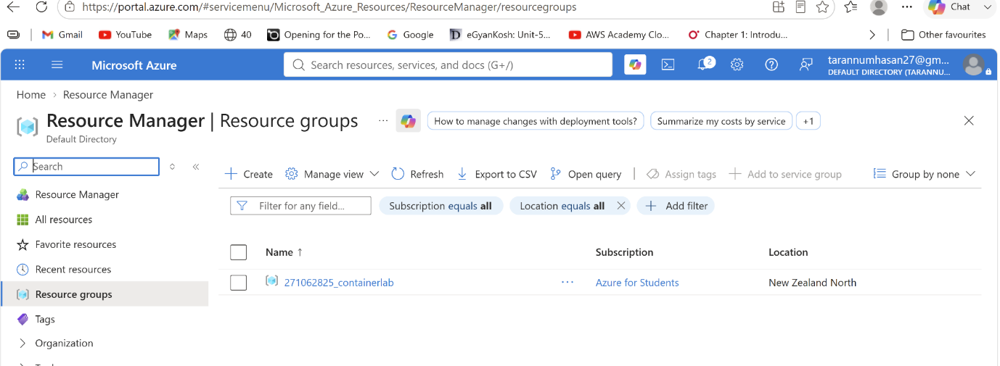 https://portal.azure.com/#servicemenu/Microsoft_Azure_Resources/ResourceManager/resourcegroups
Chat
Gmail YouTube Maps 40 Opening for the Po... Google eGyanKosh: Unit-5... AWS Academy Clo... Chapter 1: Introdu... Other favourites
Microsoft Azure
Search resources, services, and docs (G+/)
2
tarannumhasan27@gm...
DEFAULT DIRECTORY (TARANNU...
Home > Resource Manager
Resource Manager | Resource groups ...
How to manage changes with deployment tools? Summarize my costs by service +1
Default Directory
Search
Create Manage view Refresh Export to CSV Open query Assign tags Add to service group Group by none
Resource Manager
All resources
Favorite resources
Recent resources
Resource groups
Tags
Organization
Filter for any field...
Subscription equals all Location equals all Add filter
Name ↑ Subscription Location
271062825_containerlab ... Azure for Students New Zealand North